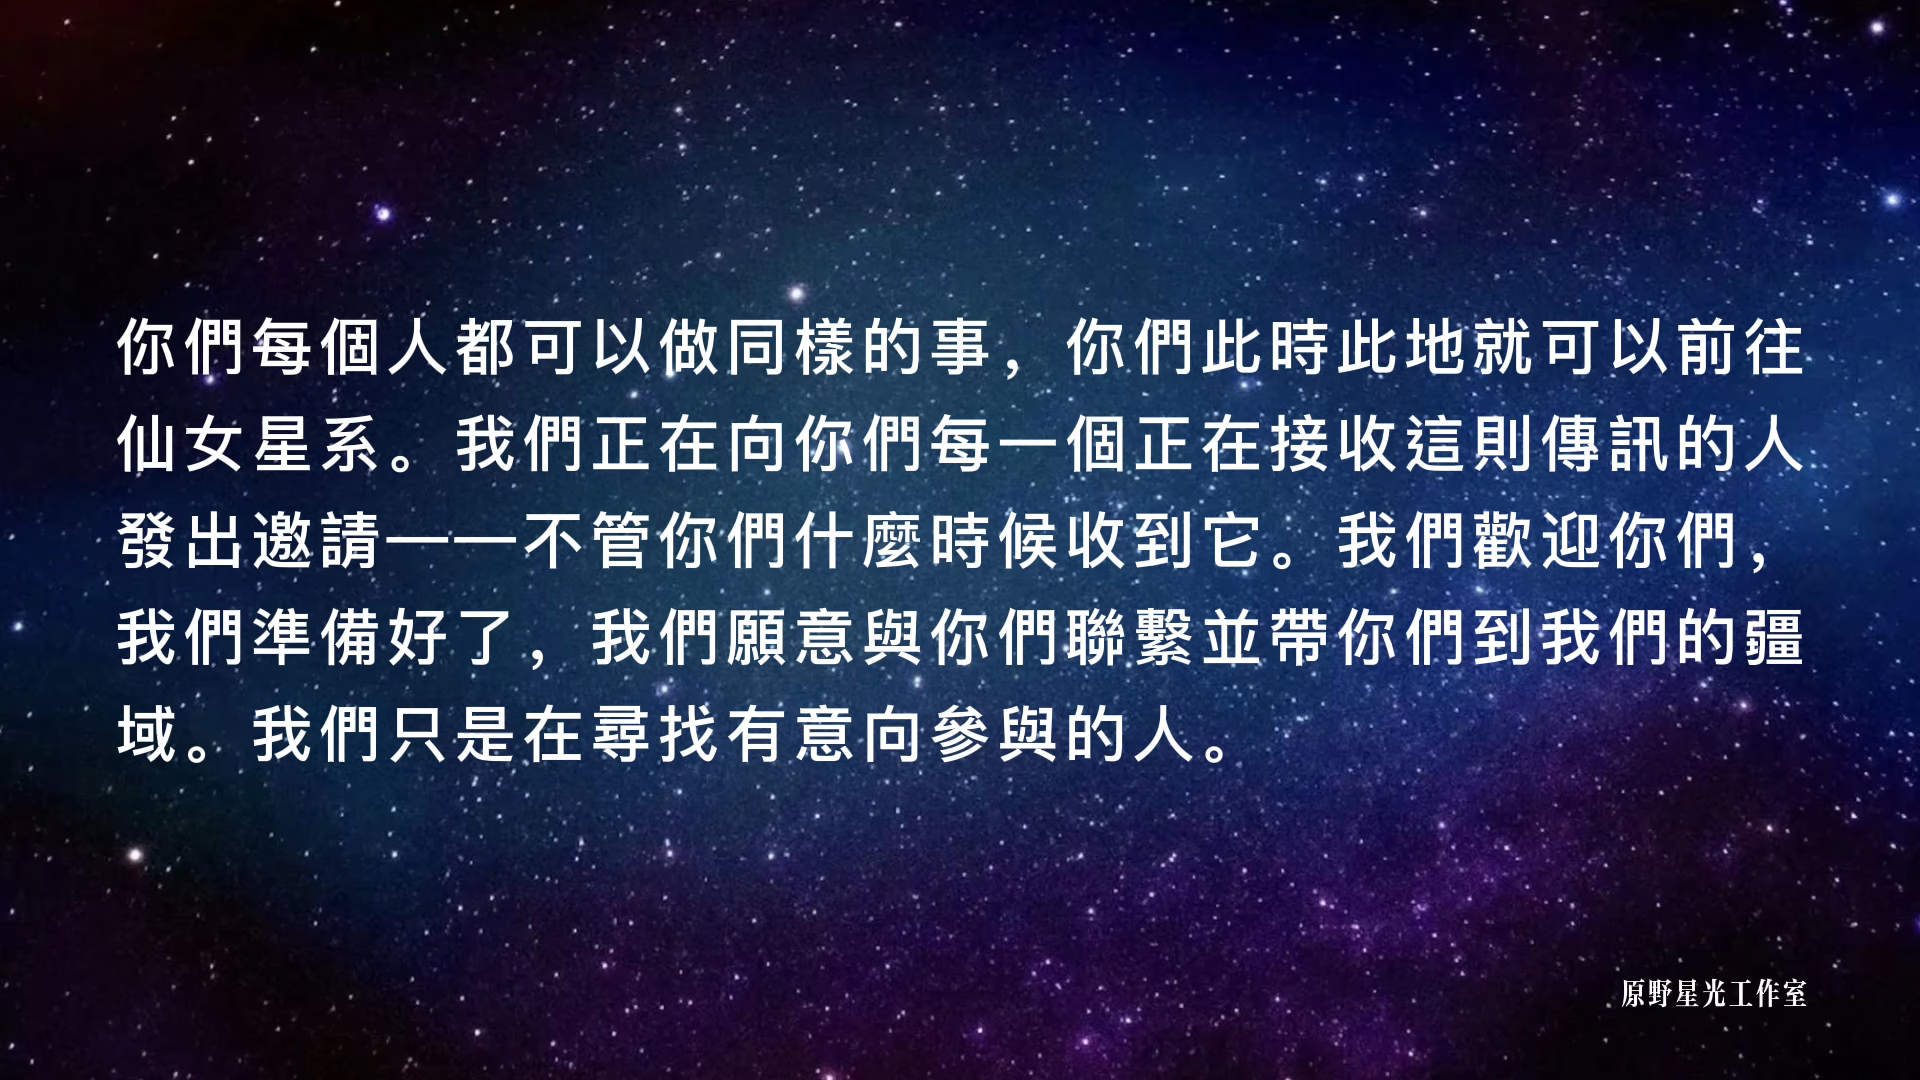 你們每個人都可以做同樣的事，你們此時此地就可以前往
仙女星系。我們正在向你們每一個正在接收這則傳訊的人
發出邀請——不管你們什麼時候收到它。我們歡迎你們，
我們準備好了，我們願意與你們聯繫並帶你們到我們的疆
域。我們只是在尋找有意向參與的人。
原野星光工作室